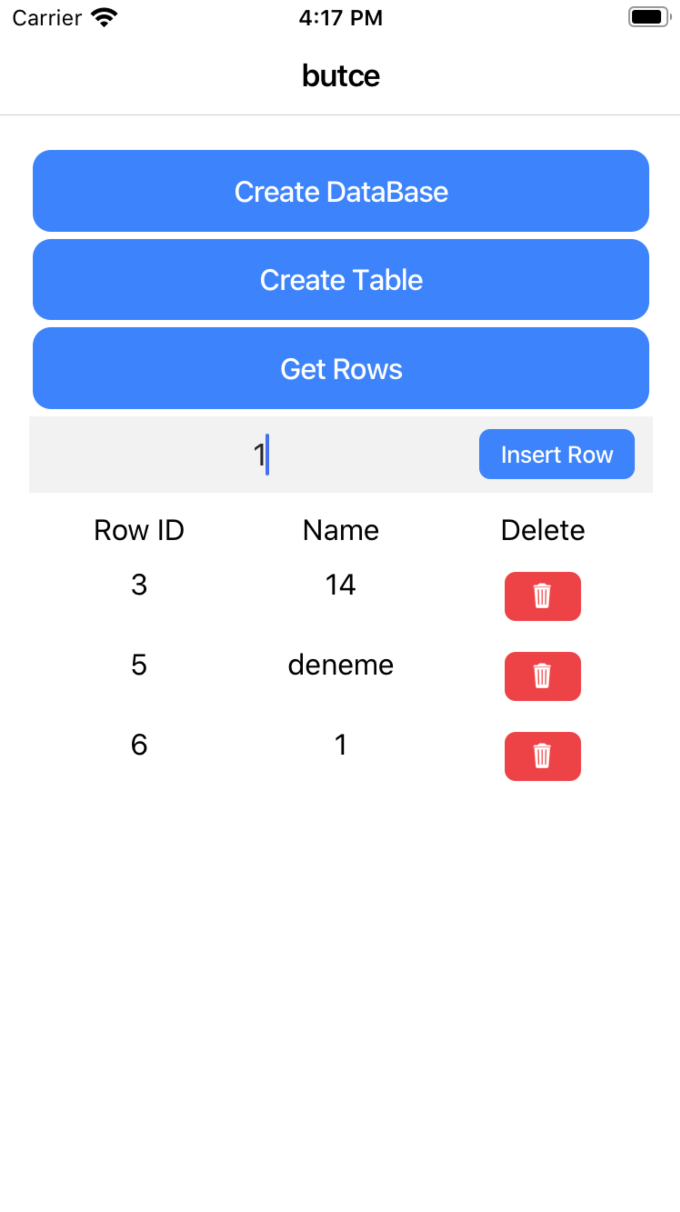 Carrier 4:17 PM
butce
Create DataBase
Create Table
Get Rows
1 Insert Row
Row ID Name Delete
3 14
5 deneme
6 1